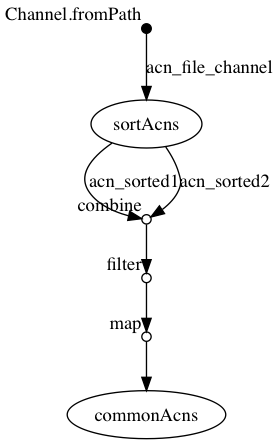 Channel.fromPath
acn_file_channel
sortAcns
acn_sorted1
acn_sorted2
combine
filter
map
commonAcns